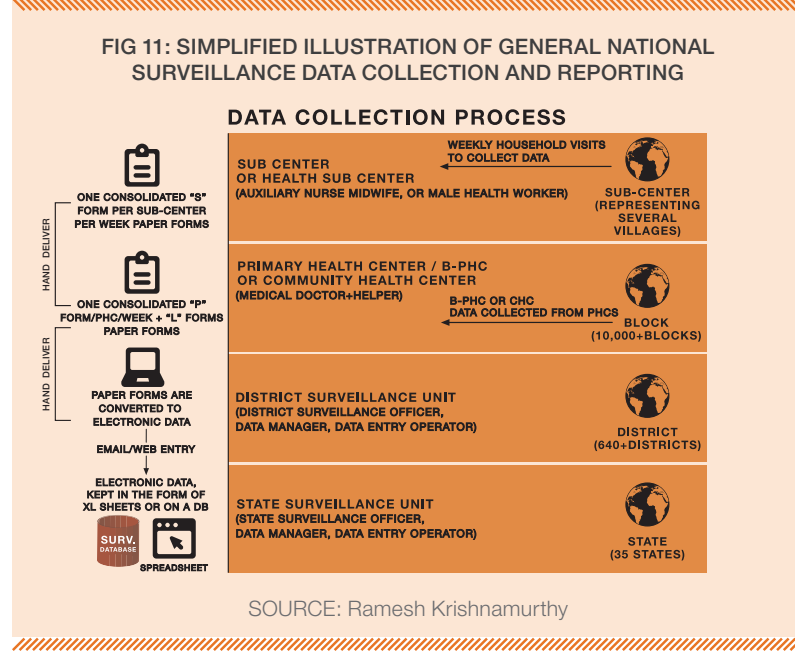 FIG 11: SIMPLIFIED ILLUSTRATION OF GENERAL NATIONAL
SURVEILLANCE DATA COLLECTION AND REPORTING
DATA COLLECTION PROCESS
HAND DELIVER
ONE CONSOLIDATED "S"
FORM PER SUB-CENTER
PER WEEK PAPER FORMS
SUB CENTER
OR HEALTH SUB CENTER
(AUXILIARY NURSE MIDWIFE, OR MALE HEALTH WORKER)
WEEKLY HOUSEHOLD VISITS
TO COLLECT DATA
SUB-CENTER
(REPRESENTING
SEVERAL
VILLAGES)
ONE CONSOLIDATED "P"
FORM/PHC/WEEK + "L" FORMS
PAPER FORMS
PRIMARY HEALTH CENTER / B-PHC
OR COMMUNITY HEALTH CENTER
(MEDICAL DOCTOR+HELPER)
B-PHC OR CHC
DATA COLLECTED FROM PHCS
BLOCK
(10,000+BLOCKS)
HAND DELIVER
PAPER FORMS ARE
CONVERTED TO
ELECTRONIC DATA
DISTRICT SURVEILLANCE UNIT
(DISTRICT SURVEILLANCE OFFICER,
DATA MANAGER, DATA ENTRY OPERATOR)
DISTRICT
(640+DISTRICTS)
EMAIL/WEB ENTRY
ELECTRONIC DATA,
KEPT IN THE FORM OF
XL SHEETS OR ON A DB
SURV.
DATABASE
SPREADSHEET
STATE SURVEILLANCE UNIT
(STATE SURVEILLANCE OFFICER,
DATA MANAGER, DATA ENTRY OPERATOR)
STATE
(35 STATES)
SOURCE: Ramesh Krishnamurthy